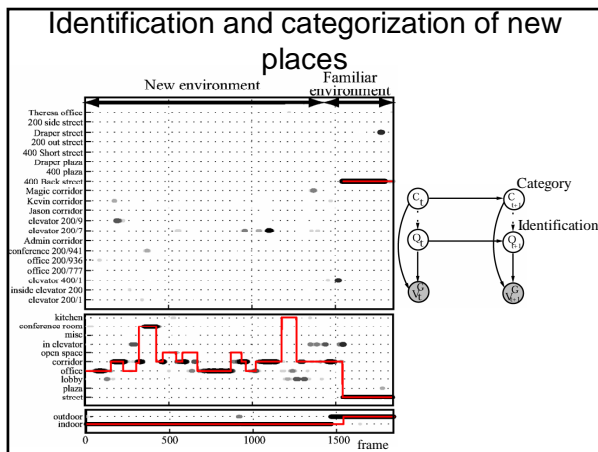 Identification and categorization of new
places
New environment
Familiar
environment
Theresa office
200 side street
Draper street
200 out street
400 Short street
Draper plaza
400 plaza
400 Back street
Magic corridor
Kevin corridor
Jason corridor
elevator 200/9
elevator 200/7
Admin corridor
conference 200/941
office 200/936
office 200/777
elevator 400/1
inside elevator 200
elevator 200/1
kitchen
conference room
misc
in elevator
open space
corridor
office
lobby
plaza
street
outdoor
indoor
0
500
1000
1500
frame
Category
C t
C t+1
Identification
Q t
Q t+1
V t G
V t+1 G